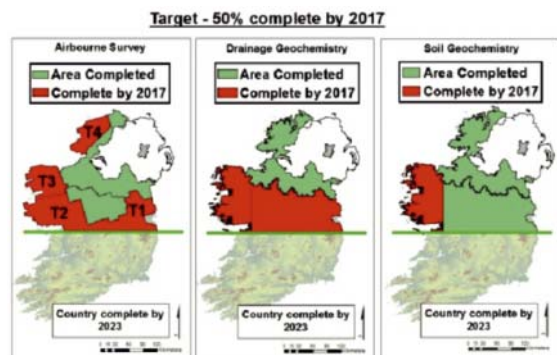 Target - 50% complete by 2017
Airbourne Survey
Area Completed
Complete by 2017
T4
T3
T2
T1
Country complete by
2023
Drainage Geochemistry
Area Completed
Complete by 2017
Country complete by
2023
Soil Geochemistry
Area Completed
Complete by 2017
Country complete by
2023